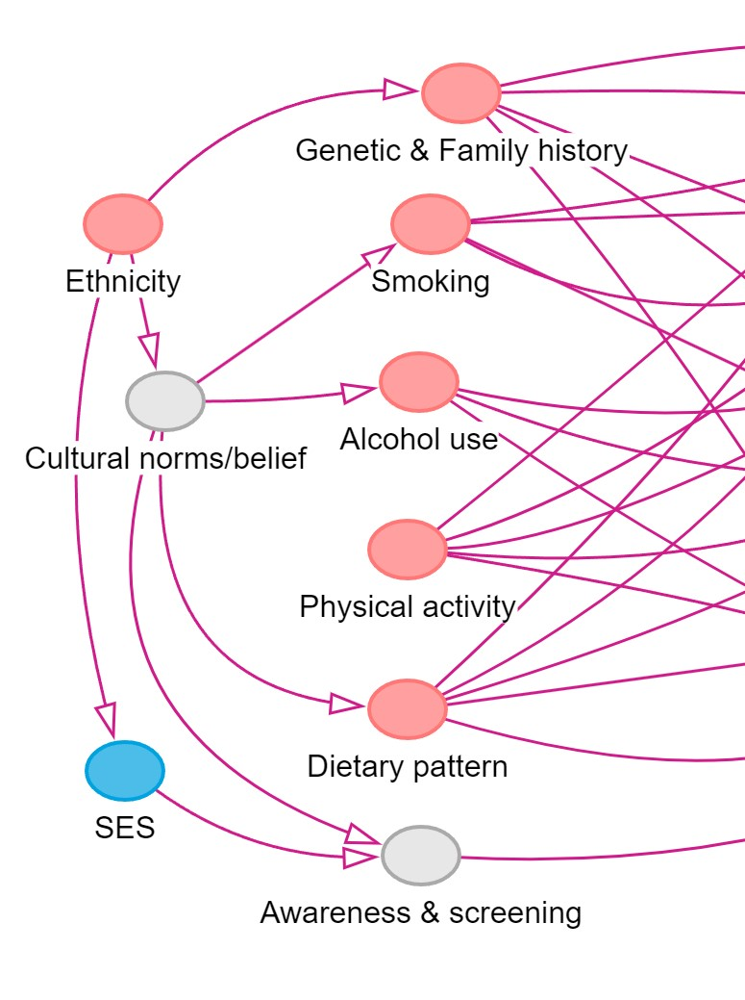 Genetic & Family history
Smoking
Ethnicity
Alcohol use
Cultural norms/belief
Physical activity
Dietary pattern
SES
Awareness & screening